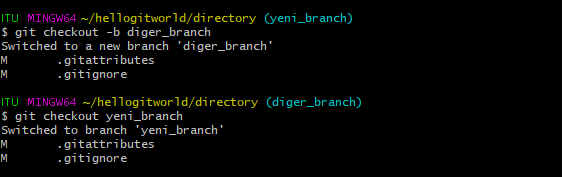 ITU MINGW64 ~/hellogitworld/directory (yeni_branch)
$ git checkout -b diger_branch
Switched to a new branch 'diger_branch'
M       .gitattributes
M       .gitignore

ITU MINGW64 ~/hellogitworld/directory (diger_branch)
$ git checkout yeni_branch
Switched to branch 'yeni_branch'
M       .gitattributes
M       .gitignore